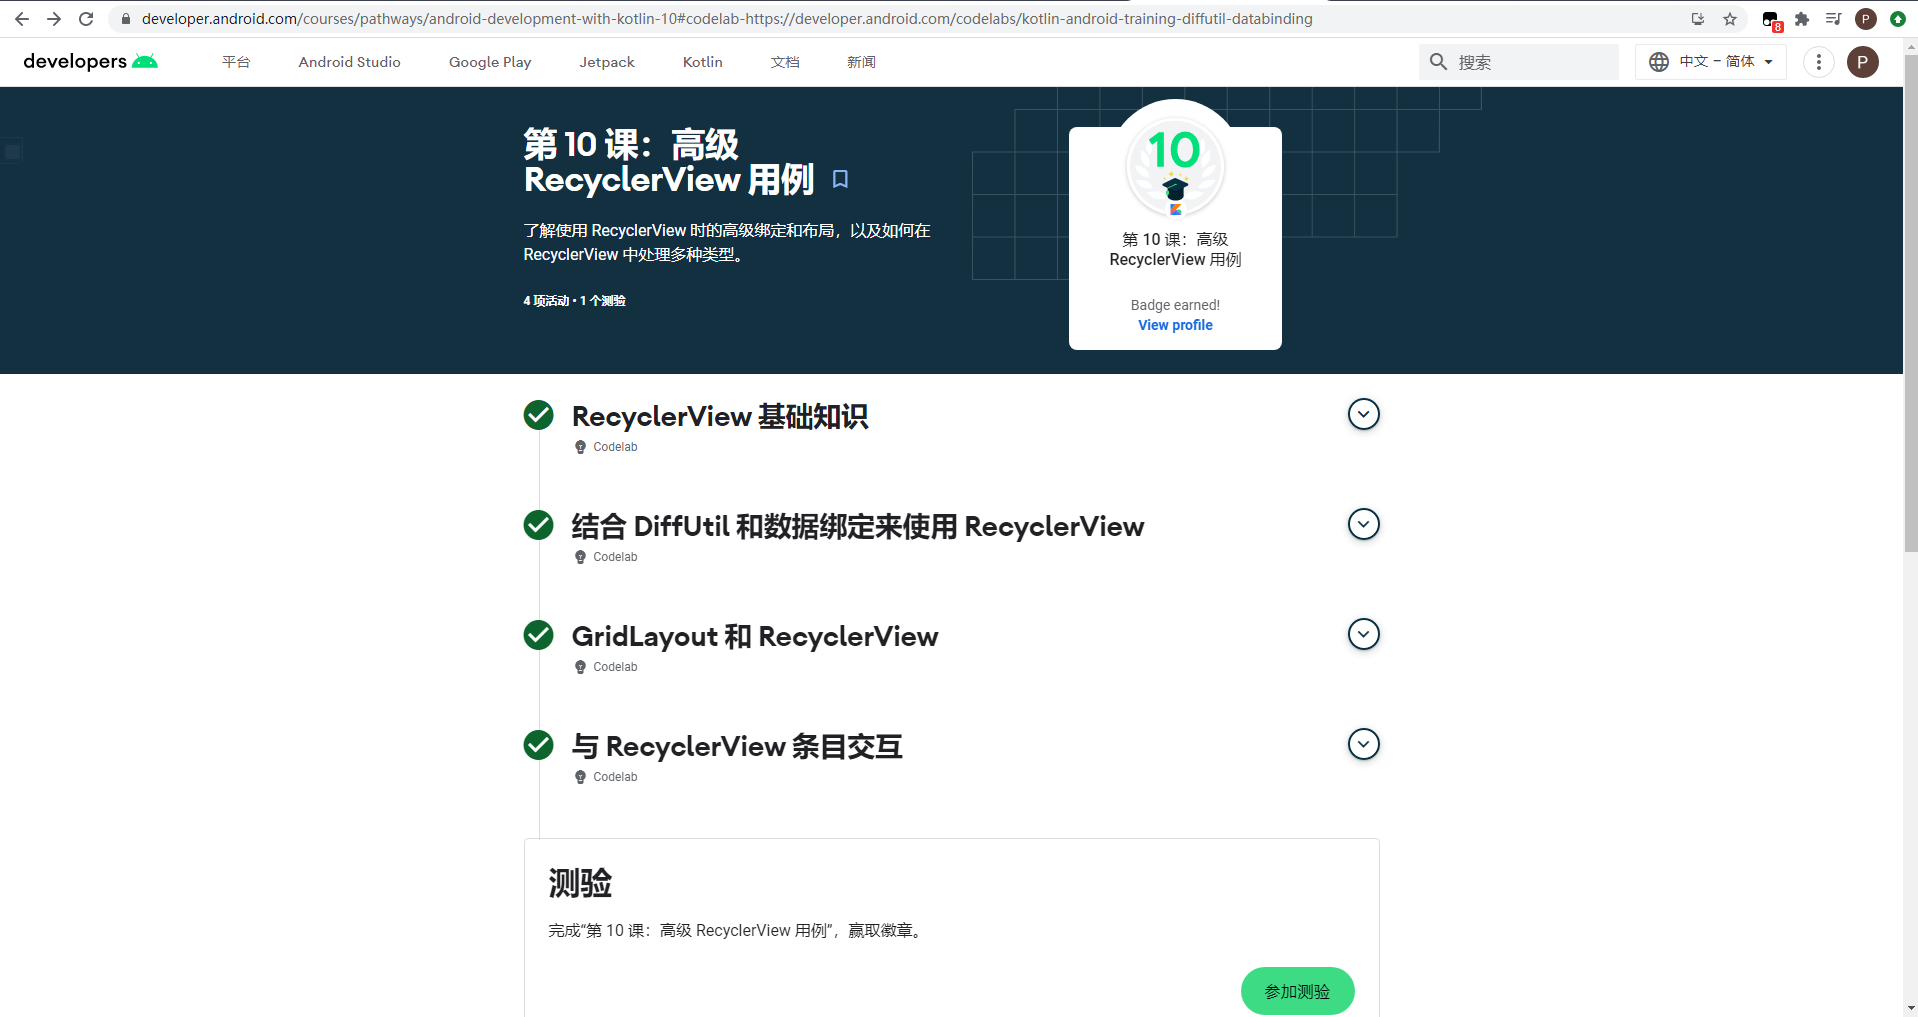 developer.android.com/courses/pathways/android-development-with-kotlin-10#codelab-https://developer.android.com/codelabs/kotlin-android-training-diffutil-databinding
8
P
developers
平台
Android Studio
Google Play
Jetpack
Kotlin
文档
新闻
搜索
中文 – 简体
P
第 10 课：高级
RecyclerView 用例
了解使用 RecyclerView 时的高级绑定和布局，以及如何在
RecyclerView 中处理多种类型。
4 项活动 • 1 个测验
10
第 10 课：高级
RecyclerView 用例
Badge earned!
View profile
RecyclerView 基础知识
Codelab
结合 DiffUtil 和数据绑定来使用 RecyclerView
Codelab
GridLayout 和 RecyclerView
Codelab
与 RecyclerView 条目交互
Codelab
测验
完成“第 10 课：高级 RecyclerView 用例”，赢取徽章。
参加测验